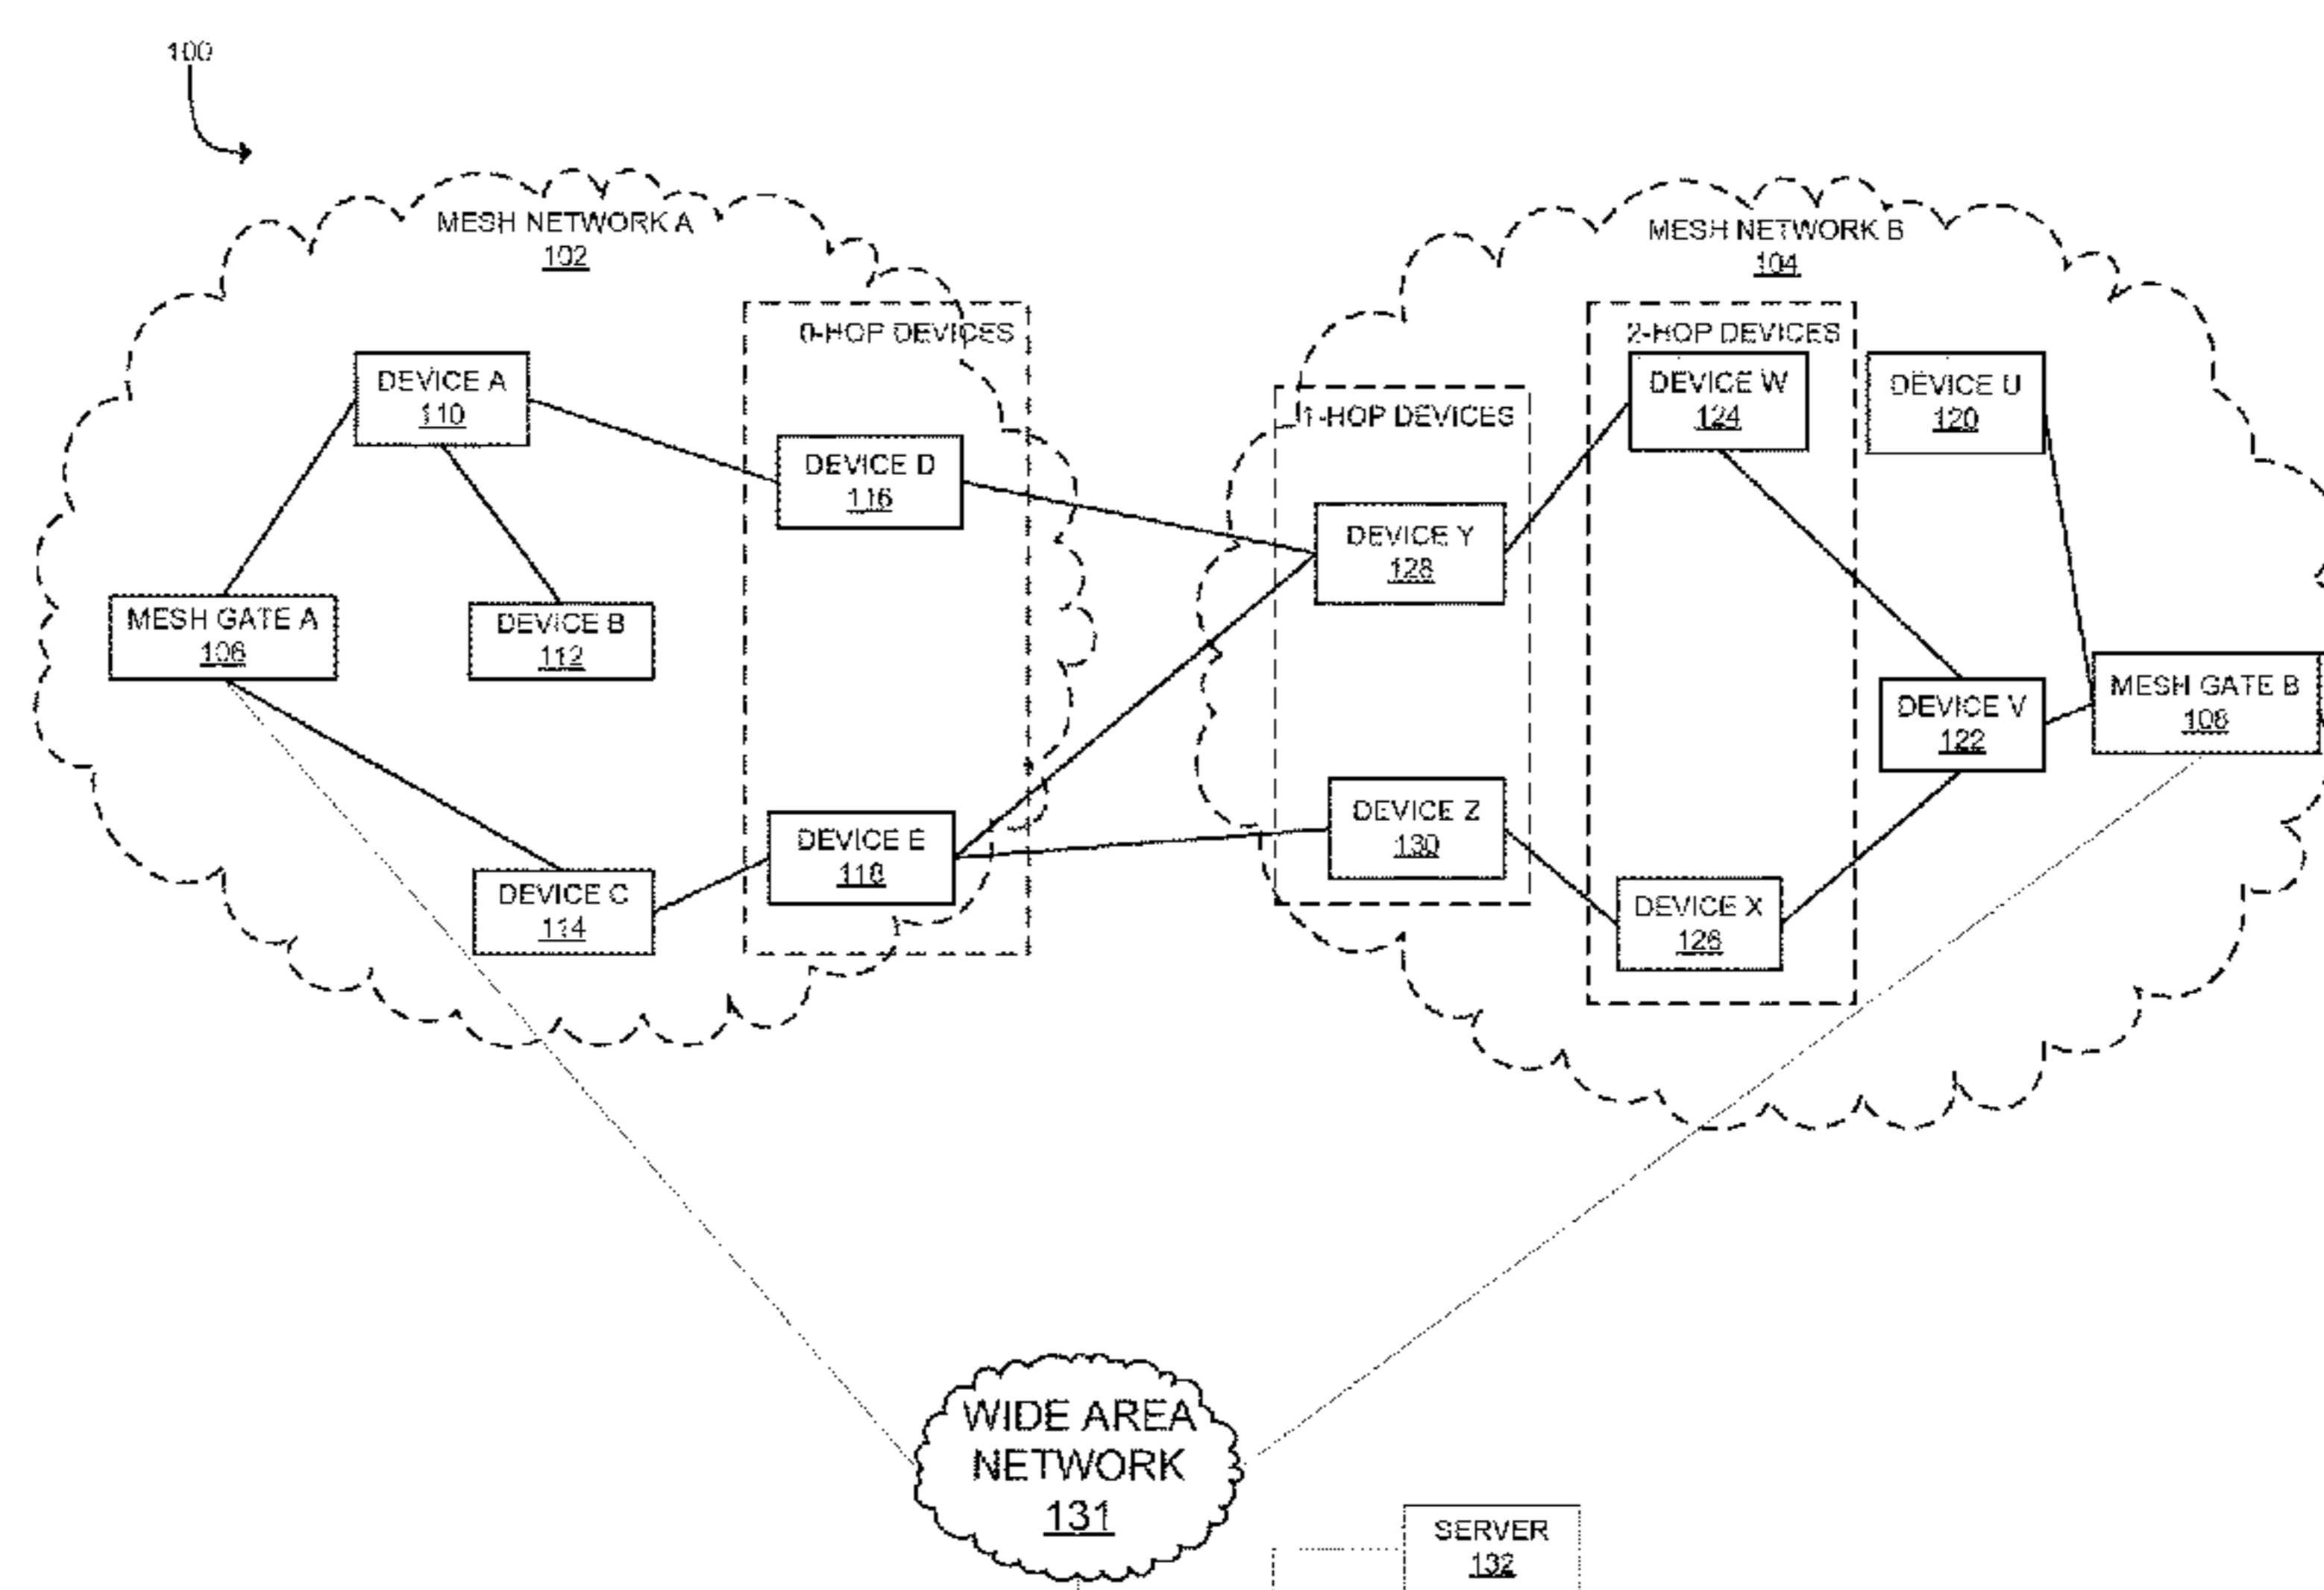 100
MESH NETWORK A
102
MESH NETWORK B
104
0-HOP DEVICES
2-HOP DEVICES
DEVICE A
110
DEVICE W
124
DEVICE U
120
1-HOP DEVICES
DEVICE D
116
DEVICE Y
128
MESH GATE A
106
DEVICE B
112
MESH GATE B
108
DEVICE V
122
DEVICE Z
130
DEVICE E
118
DEVICE C
114
DEVICE X
126
WIDE AREA
NETWORK
131
SERVER
132